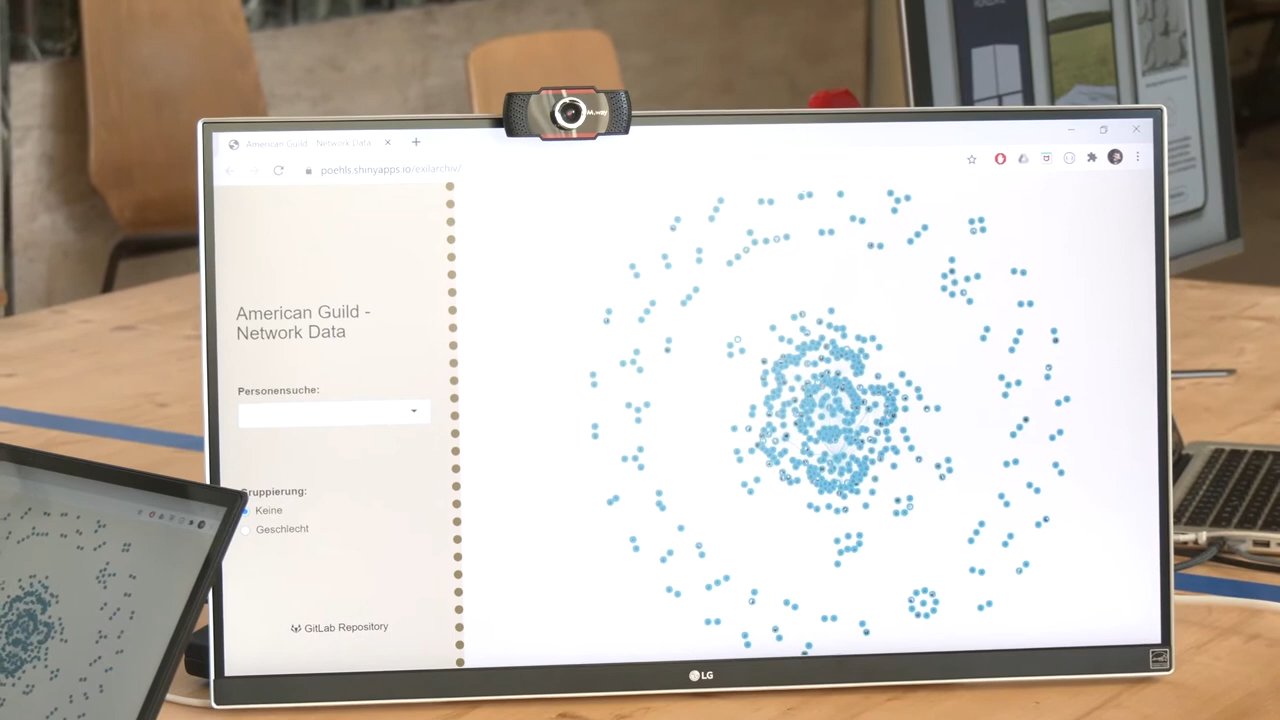 American Guild - Network Data
poehls.shinyapps.io/exilarchiv/
American Guild -
Network Data
Personensuche:
Gruppierung:
Keine
Geschlecht
GitLab Repository
LG